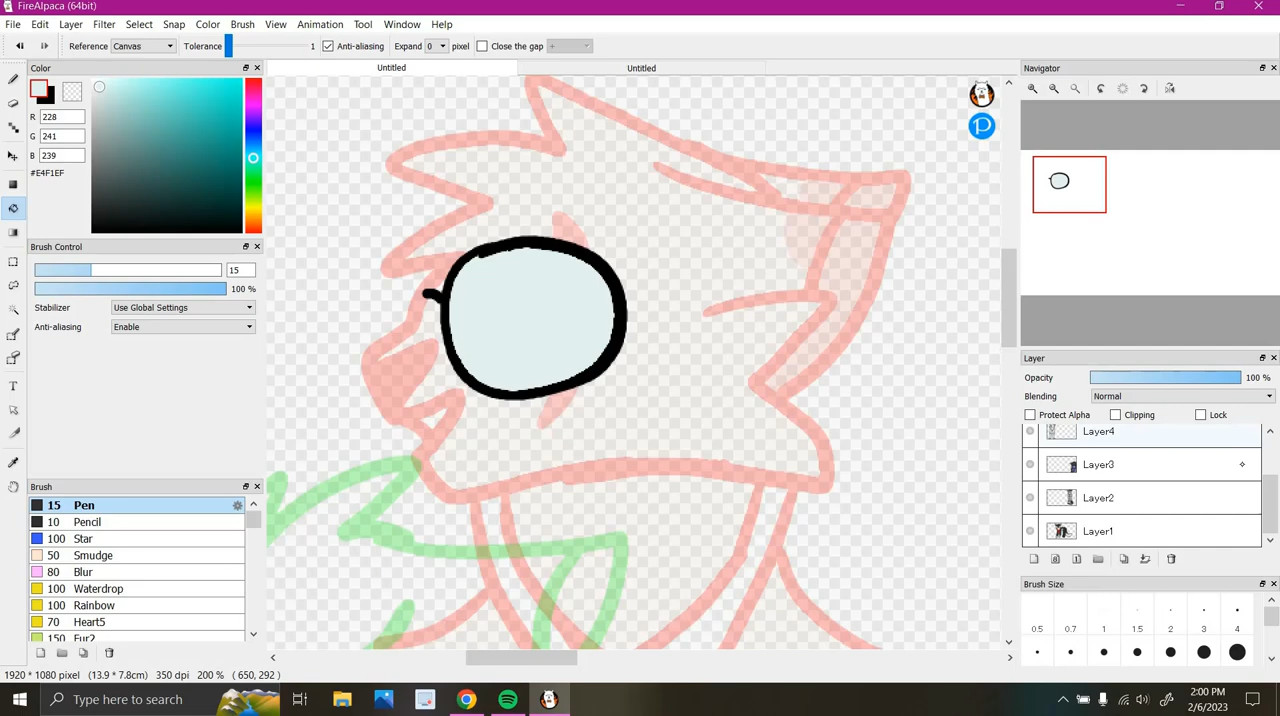 FireAlpaca (64bit)
File Edit Layer Filter Select Snap Color Brush View Animation Tool Window Help
Reference Canvas Tolerance 1 Anti-aliasing Expand 0 pixel Close the gap +
Color
Untitled Untitled
Navigator
R 228
G 241
B 239
#E4F1EF
Brush Control
15
100 %
Stabilizer Use Global Settings
Anti-aliasing Enable
Layer
Opacity 100 %
Blending Normal
Protect Alpha Clipping Lock
Layer4
Layer3
Layer2
Layer1
Brush
15 Pen
10 Pencil
100 Star
50 Smudge
80 Blur
100 Waterdrop
100 Rainbow
70 Heart5
150 Fur2
Brush Size
0.5 0.7 1 1.5 2 3 4
1920 * 1080 pixel (13.9 * 7.8cm) 350 dpi 200 % ( 650, 292 )
Type here to search
2:00 PM
2/6/2023